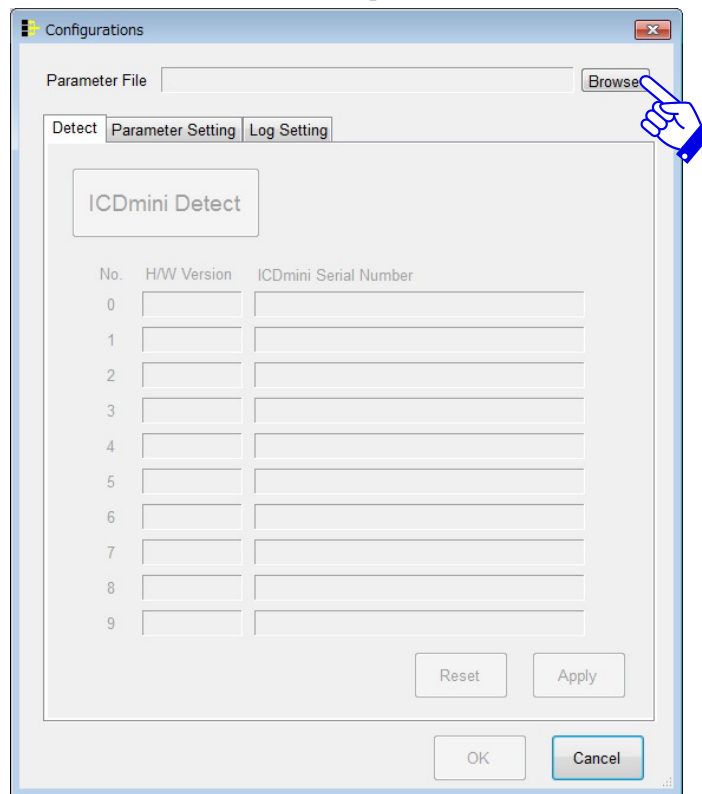 Configurations
Parameter File Browse
Detect Parameter Setting Log Setting
ICDmini Detect
No. H/W Version ICDmini Serial Number
0
1
2
3
4
5
6
7
8
9
Reset Apply
OK Cancel